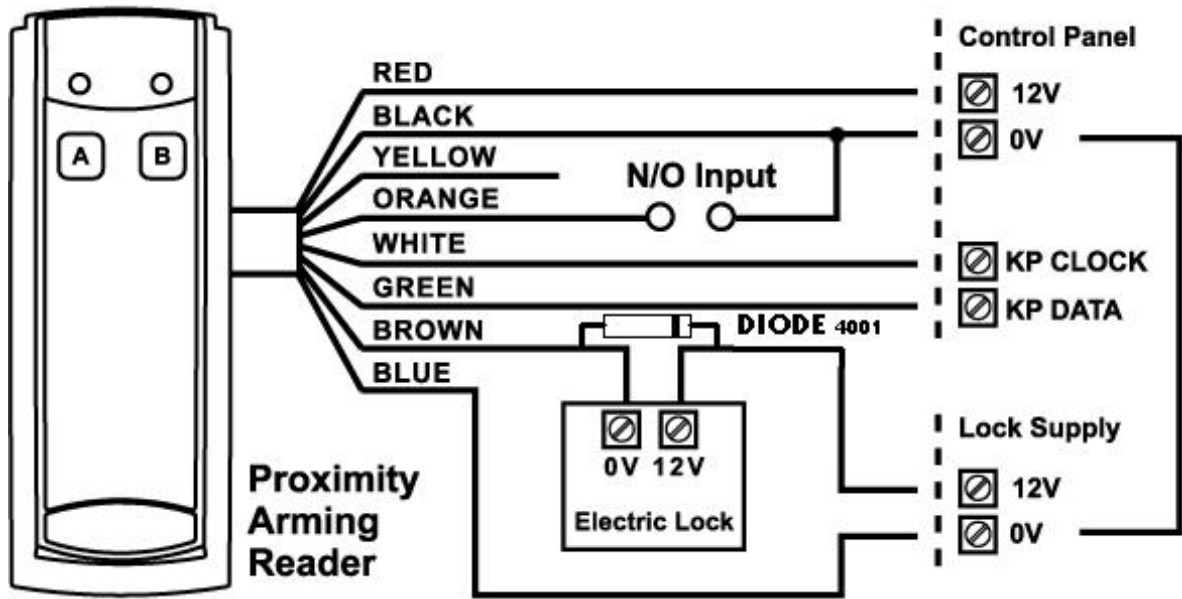 Control Panel
RED
12V
BLACK
0V
A
B
YELLOW
N/O Input
ORANGE
WHITE
KP CLOCK
GREEN
KP DATA
BROWN
DIODE 4001
BLUE
0V 12V
Electric Lock
Lock Supply
12V
0V
Proximity
Arming
Reader